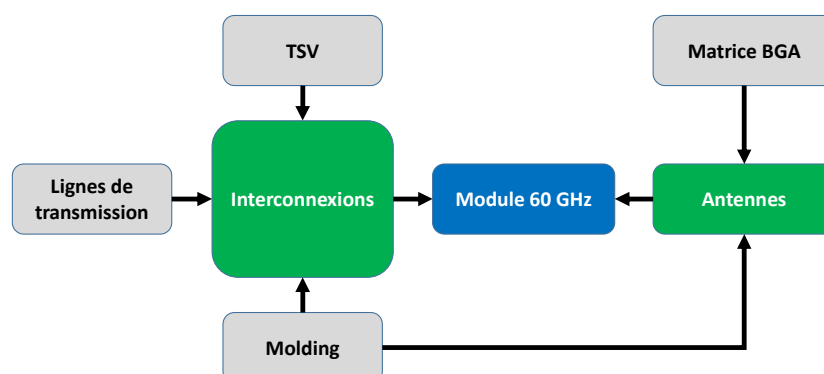 TSV
Matrice BGA
Lignes de
transmission
Interconnexions
Module 60 GHz
Antennes
Molding